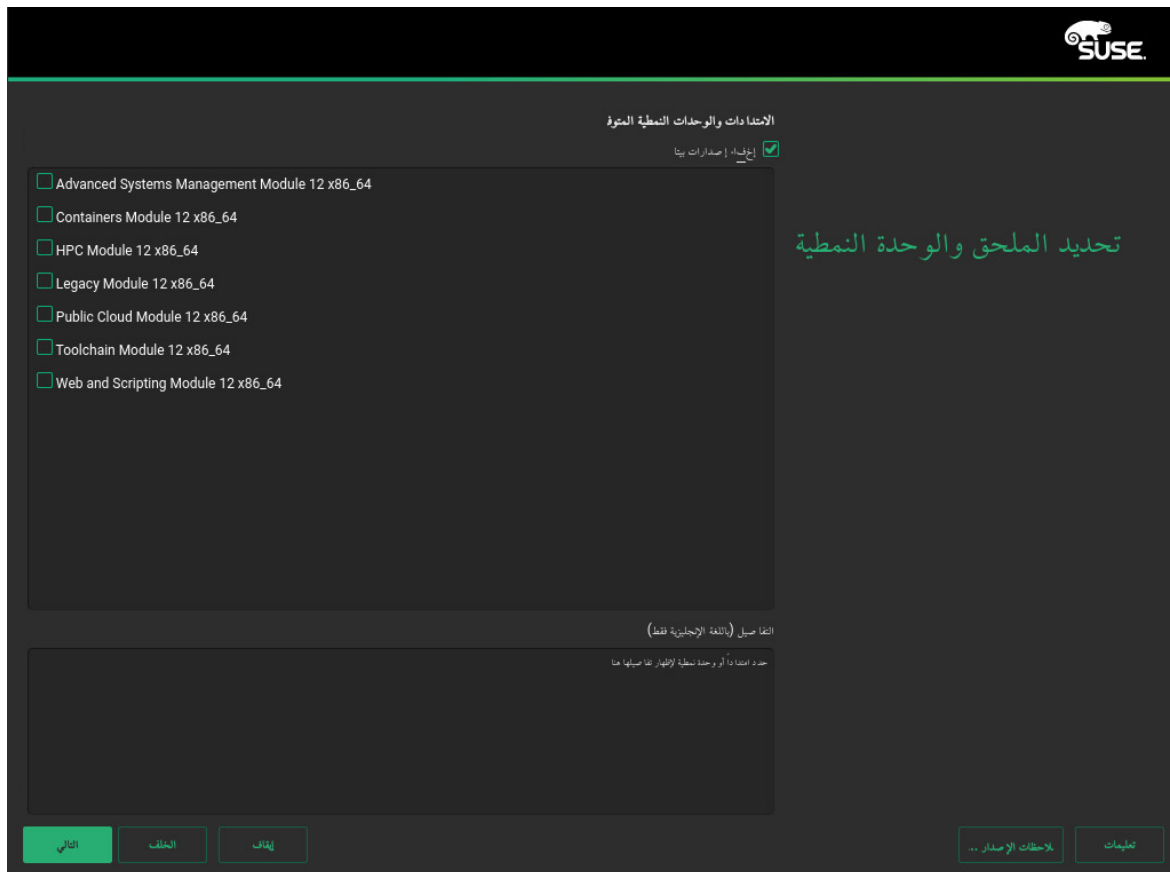 SUSE.
الامتدادات والوحدات النمطية المتوف
إخفاء إصدارات بيتا
Advanced Systems Management Module 12 x86_64
Containers Module 12 x86_64
HPC Module 12 x86_64
Legacy Module 12 x86_64
Public Cloud Module 12 x86_64
Toolchain Module 12 x86_64
Web and Scripting Module 12 x86_64
تحديد الملحق والوحدة النمطية
التفاصيل (باللغة الإنجليزية فقط)
حدد امتداداً أو وحدة نمطية لإظهار تفاصيلها هنا
تعليمات
ملاحظات الإصدار ...
إيقاف
الخلف
التالي